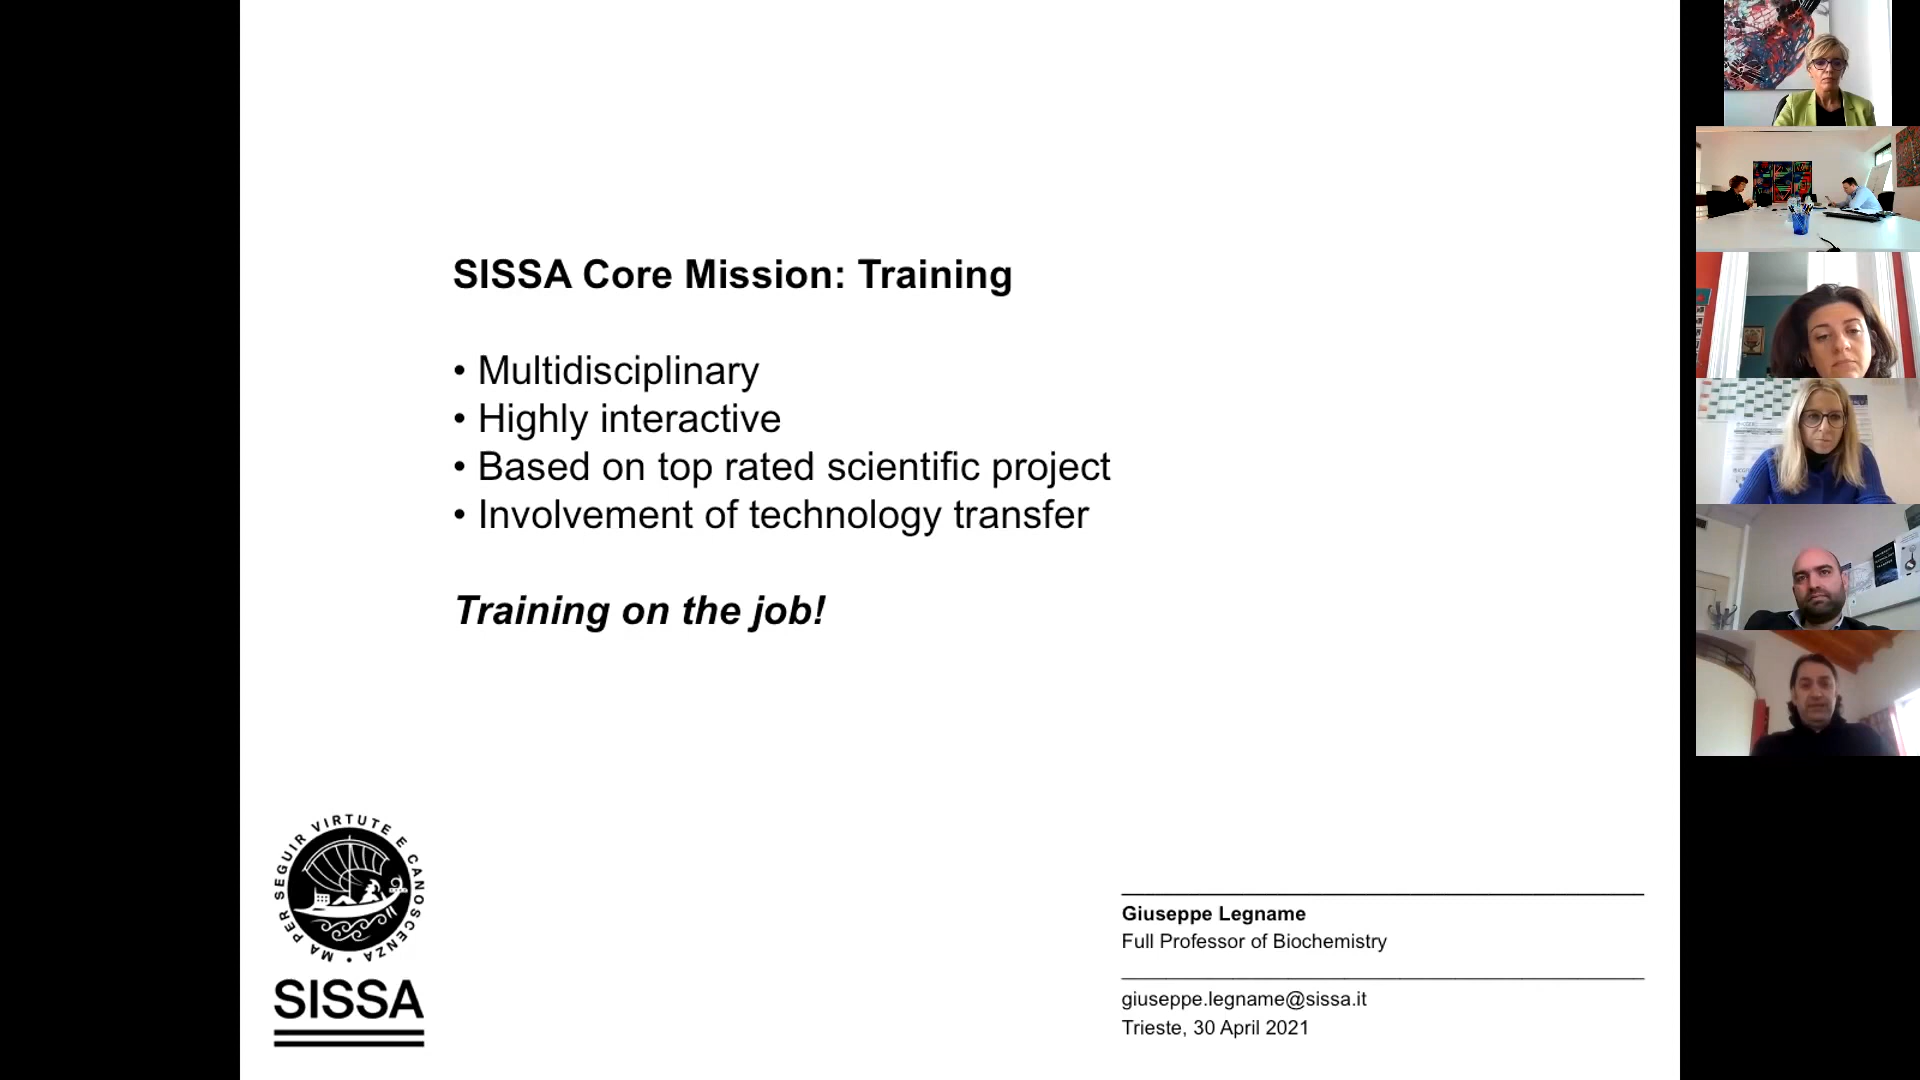 SISSA Core Mission: Training
• Multidisciplinary
• Highly interactive
• Based on top rated scientific project
• Involvement of technology transfer
Training on the job!
MA PER SEGUIR VIRTUTE E CANOSCENZA •
SISSA
Giuseppe Legname
Full Professor of Biochemistry
giuseppe.legname@sissa.it
Trieste, 30 April 2021